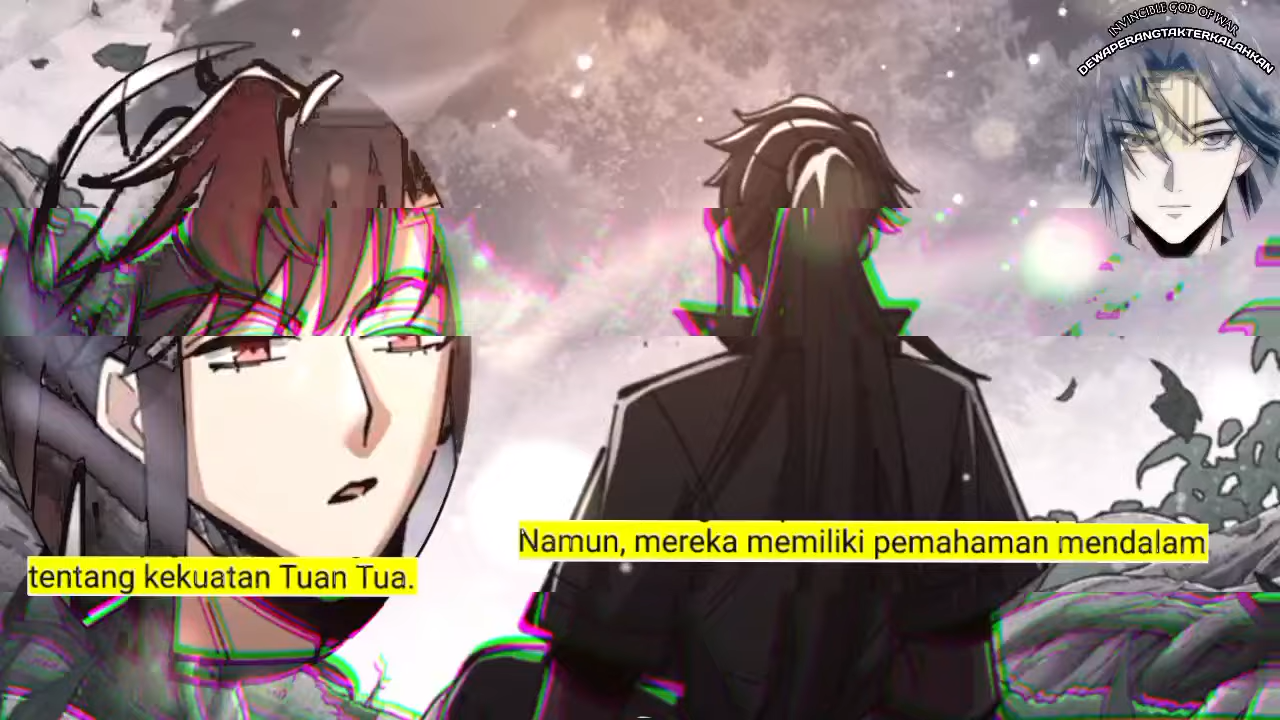 INVINCIBLE GOD OF WAR
DEWAPERANGTAKTERKALAHKAN
Namun, mereka memiliki pemahaman mendalam
tentang kekuatan Tuan Tua.